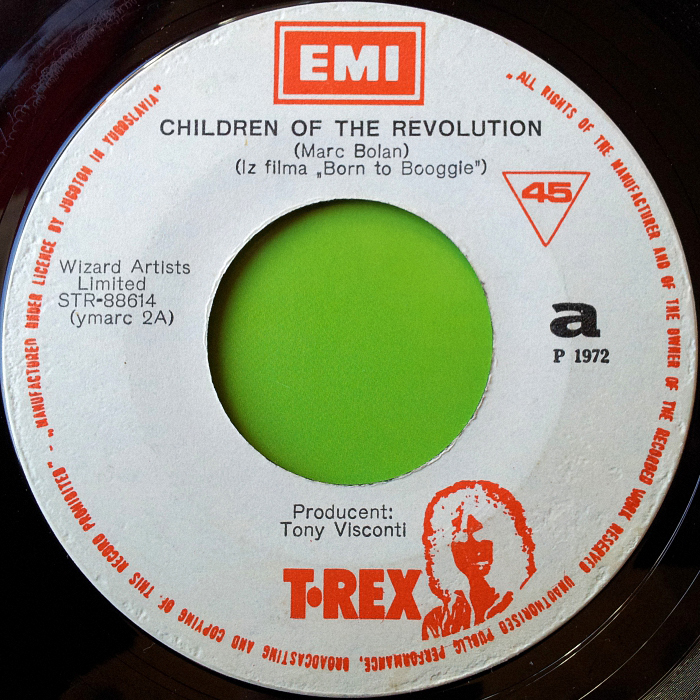 EMI
CHILDREN OF THE REVOLUTION
(Marc Bolan)
(Iz filma „Born to Booggie")
45
Wizard Artists
Limited
STR-88614
(ymarc 2A)
a
P 1972
Producent:
Tony Visconti
T•REX
„ALL RIGHTS OF THE MANUFACTURER AND OF THE OWNER OF THE RECORDED WORK RESERVED UNAUTHORISED PUBLIC PERFORMANCE, BROADCASTING AND COPYING OF. THIS RECORD PROHIBITED" - "MANUFACTURED UNDER LICENCE BY JUGOTON IN YUGOSLAVIA"